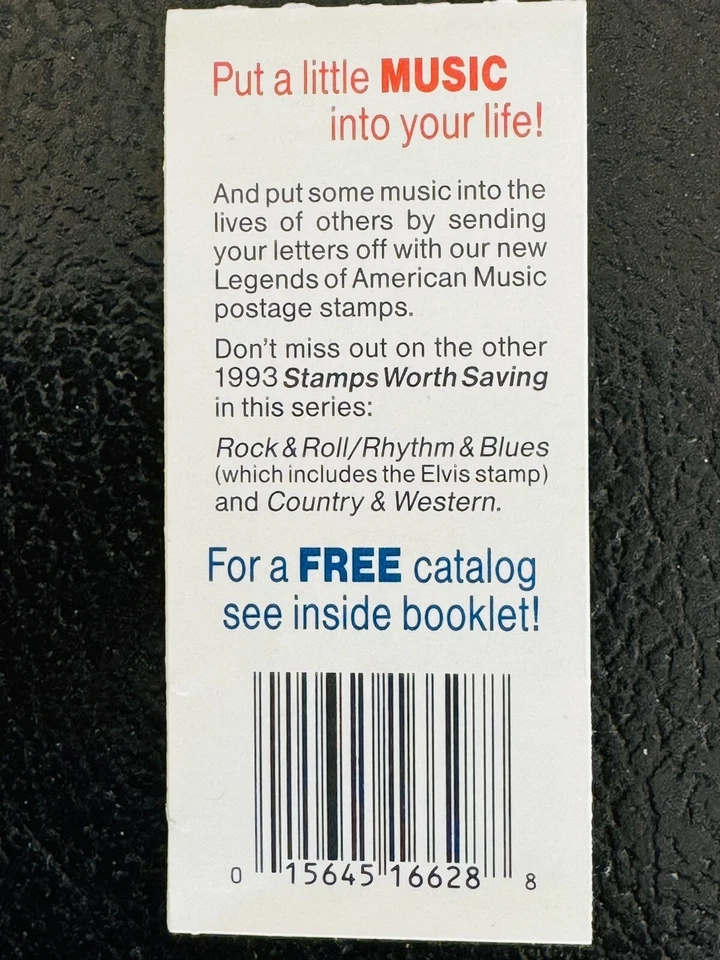 Put a little MUSIC
into your life!
And put some music into the
lives of others by sending
your letters off with our new
Legends of American Music
postage stamps.
Don't miss out on the other
1993 Stamps Worth Saving
in this series:
Rock & Roll/Rhythm & Blues
(which includes the Elvis stamp)
and Country & Western.
For a FREE catalog
see inside booklet!
0 15645 16628 8